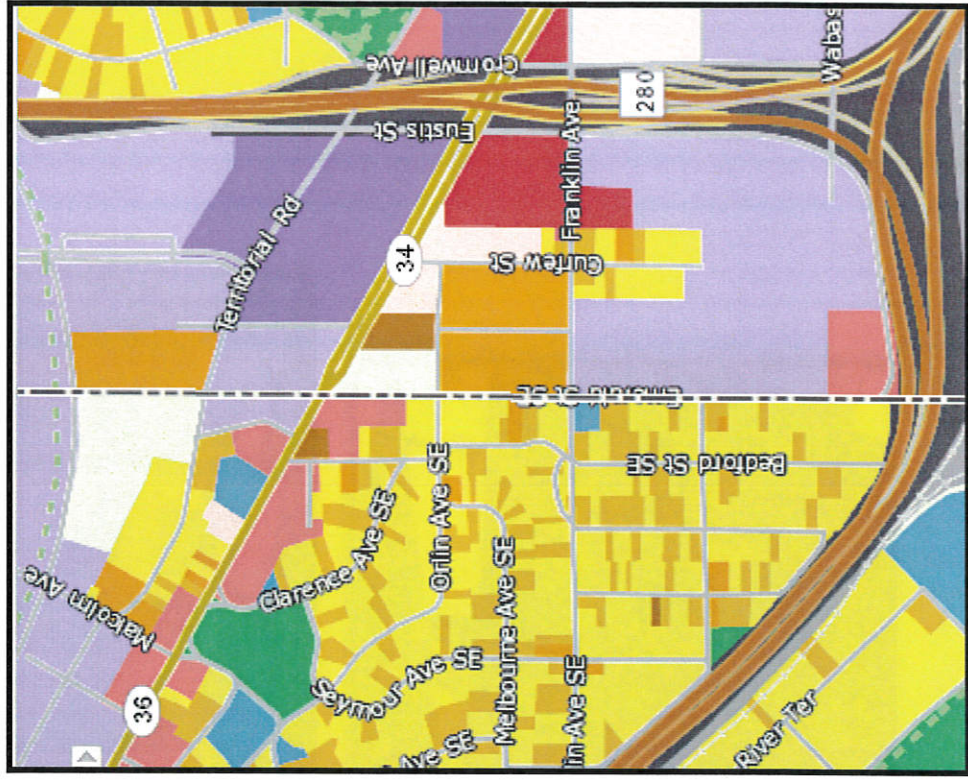 Cromwell Ave
Eustis St
Franklin Ave
280
Wabas
Territorial Rd
34
Curfew St
Emerald St SE
Bedford St SE
Malcolm Ave
Clarence Ave SE
Orlin Ave SE
Melbourne Ave SE
Seymour Ave SE
36
Ave SE
in Ave SE
River Ter